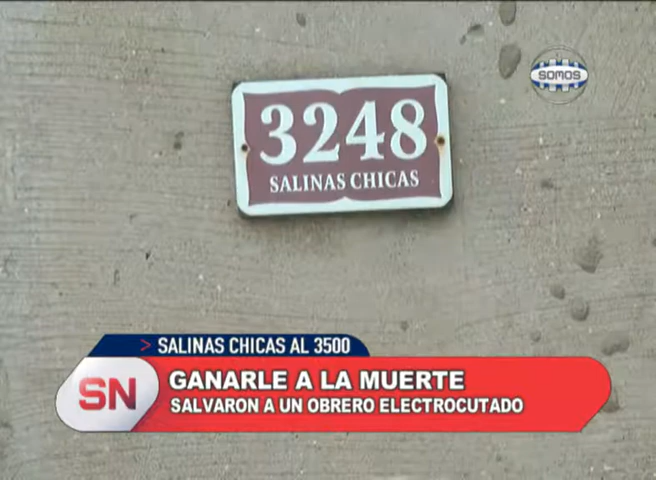 SOMOS
3248
SALINAS CHICAS
> SALINAS CHICAS AL 3500
SN
GANARLE A LA MUERTE
SALVARON A UN OBRERO ELECTROCUTADO